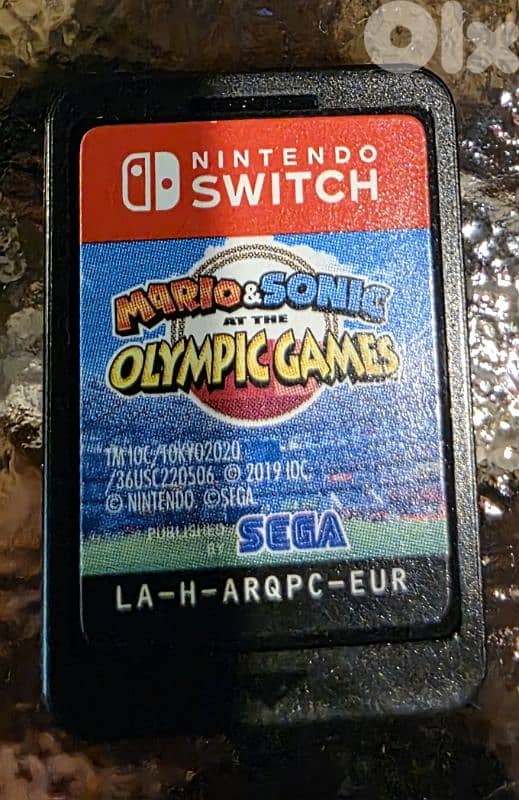 Olx
NINTENDO
SWITCH
MARIO & SONIC
AT THE
OLYMPIC GAMES
TM IOC/TOKYO2020
/36USC220506 © 2019 IOC
© NINTENDO ©SEGA
PUBLISHED
BY SEGA
LA-H-ARQPC-EUR